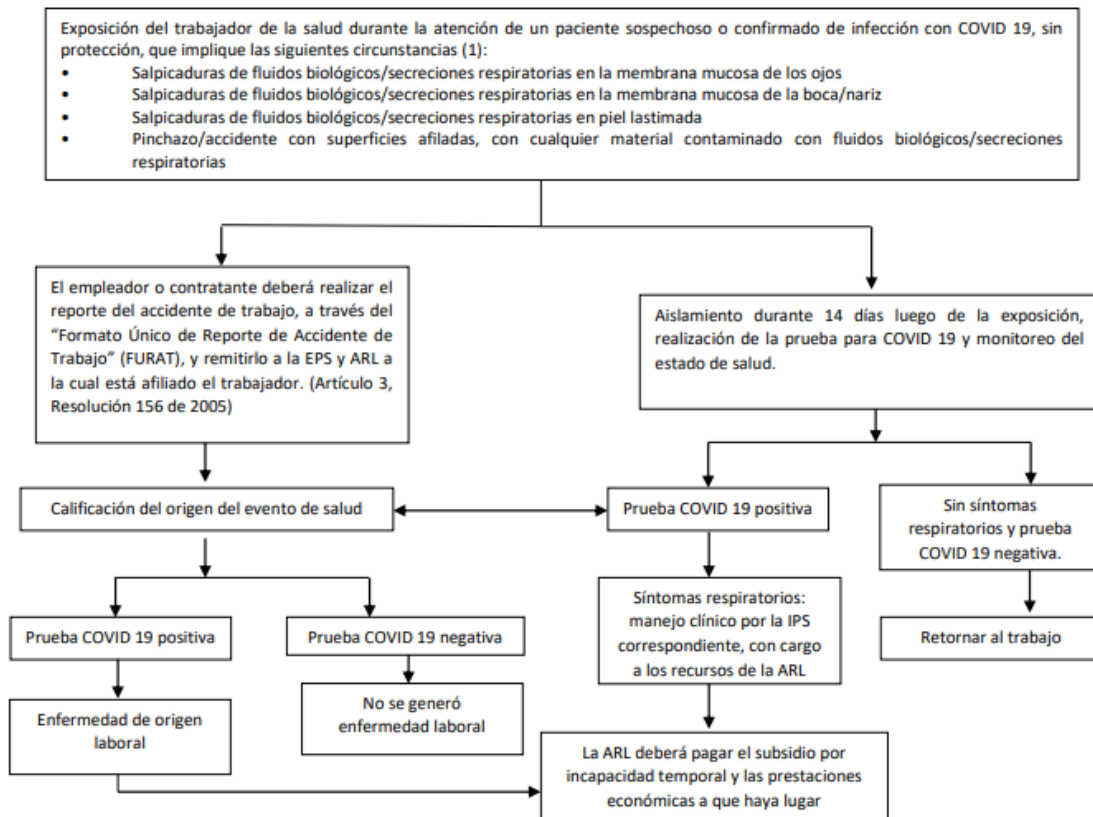 Exposición del trabajador de la salud durante la atención de un paciente sospechoso o confirmado de infección con COVID 19, sin
protección, que implique las siguientes circunstancias (1):
• Salpicaduras de fluidos biológicos/secreciones respiratorias en la membrana mucosa de los ojos
• Salpicaduras de fluidos biológicos/secreciones respiratorias en la membrana mucosa de la boca/nariz
• Salpicaduras de fluidos biológicos/secreciones respiratorias en piel lastimada
• Pinchazo/accidente con superficies afiladas, con cualquier material contaminado con fluidos biológicos/secreciones
respiratorias
El empleador o contratante deberá realizar el
reporte del accidente de trabajo, a través del
“Formato Único de Reporte de Accidente de
Trabajo” (FURAT), y remitirlo a la EPS y ARL a
la cual está afiliado el trabajador. (Artículo 3,
Resolución 156 de 2005)
Aislamiento durante 14 días luego de la exposición,
realización de la prueba para COVID 19 y monitoreo del
estado de salud.
Calificación del origen del evento de salud
Prueba COVID 19 positiva
Sin síntomas
respiratorios y prueba
COVID 19 negativa.
Prueba COVID 19 positiva
Prueba COVID 19 negativa
Síntomas respiratorios:
manejo clínico por la IPS
correspondiente, con cargo
a los recursos de la ARL
Retornar al trabajo
Enfermedad de origen
laboral
No se generó
enfermedad laboral
La ARL deberá pagar el subsidio por
incapacidad temporal y las prestaciones
económicas a que haya lugar